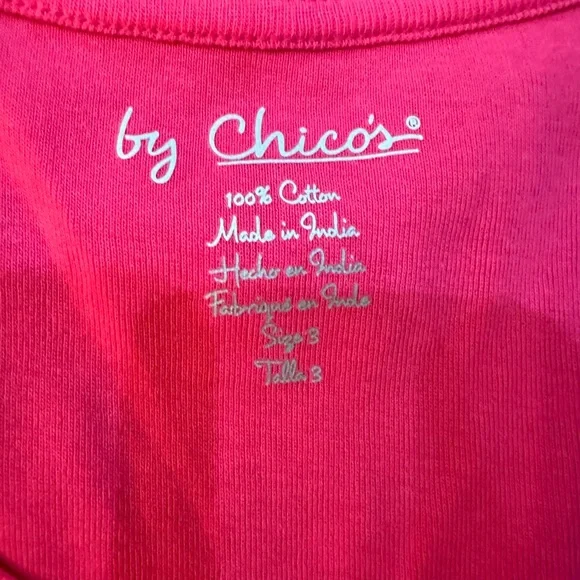 by Chico's®
100% Cotton
Made in India
Hecho en India
Fabriqué en Inde
Size 3
Talla 3